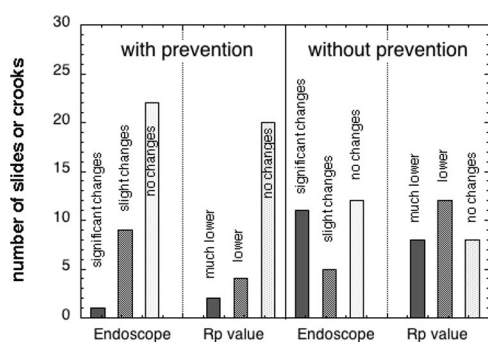 number of slides or crooks
30
25
20
15
10
5
0
with prevention
without prevention
significant changes
slight changes
no changes
much lower
lower
no changes
significant changes
slight changes
no changes
much lower
lower
no changes
Endoscope
Rp value
Endoscope
Rp value